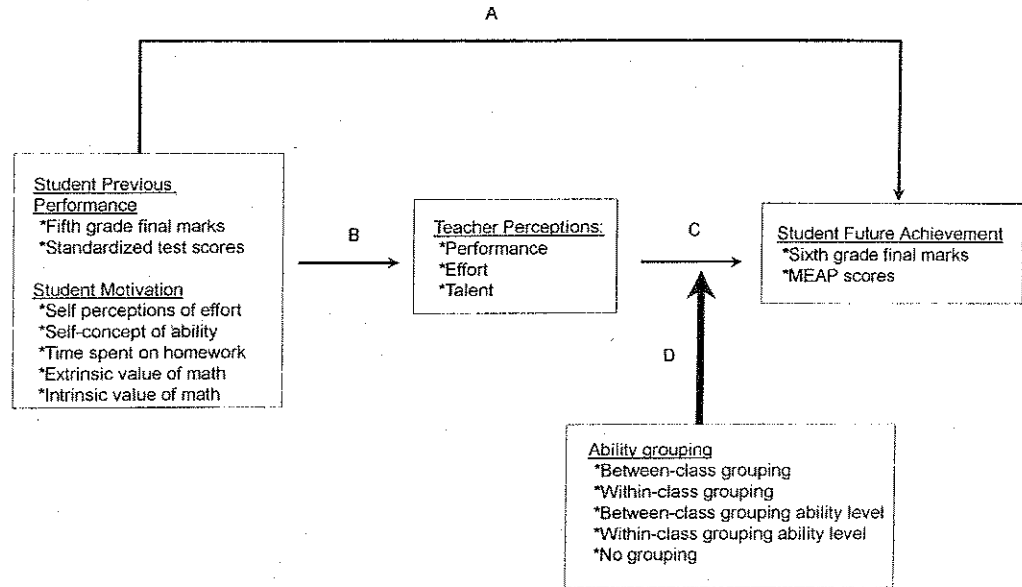 A
Student Previous
Performance
*Fifth grade final marks
*Standardized test scores
Student Motivation
*Self perceptions of effort
*Self-concept of ability
*Time spent on homework
*Extrinsic value of math
*Intrinsic value of math
B
Teacher Perceptions:
*Performance
*Effort
*Talent
C
Student Future Achievement
*Sixth grade final marks
*MEAP scores
D
Ability grouping
*Between-class grouping
*Within-class grouping
*Between-class grouping ability level
*Within-class grouping ability level
*No grouping